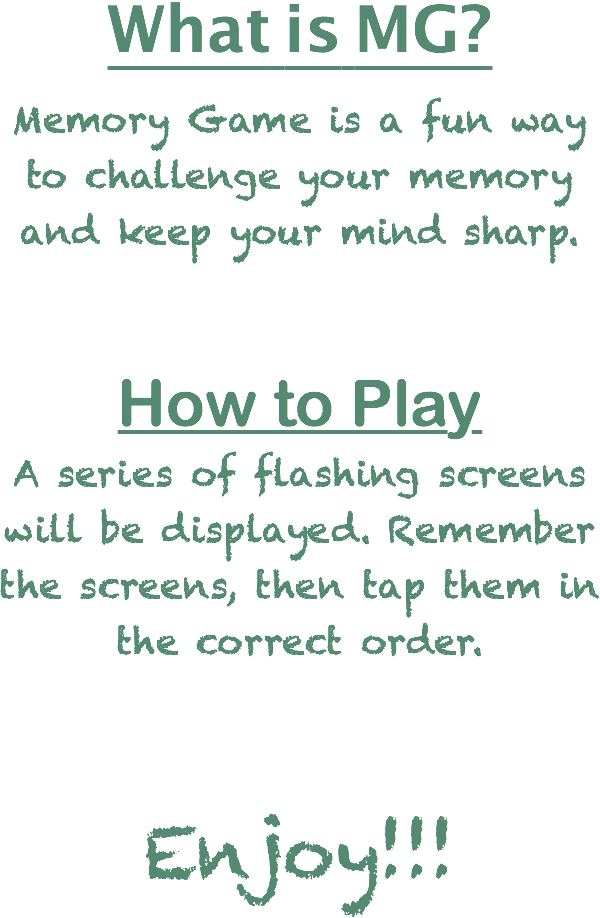 What is MG?
Memory Game is a fun way
to challenge your memory
and keep your mind sharp.
How to Play
A series of flashing screens
will be displayed. Remember
the screens, then tap them in
the correct order.
Enjoy!!!